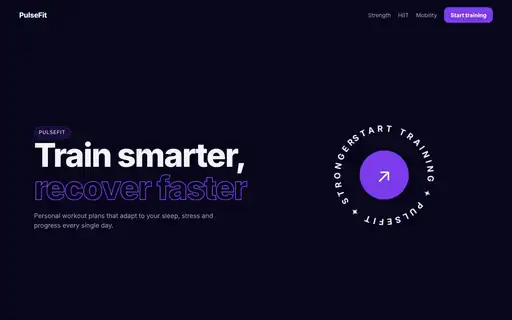 PulseFit
Strength
HIIT
Mobility
Start training
PULSEFIT
Train smarter,
recover faster
Personal workout plans that adapt to your sleep, stress and
progress every single day.
START TRAINING ✦ PULSEFIT ✦ STRONGER